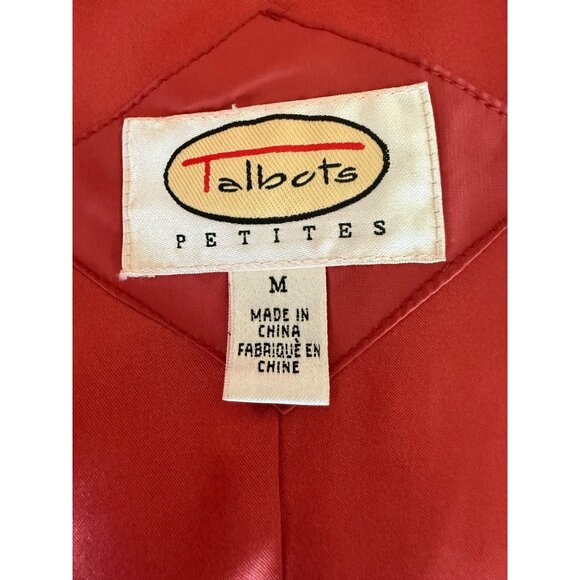 Talbots
PETITES
M
MADE IN
CHINA
FABRIQUÈ EN
CHINE